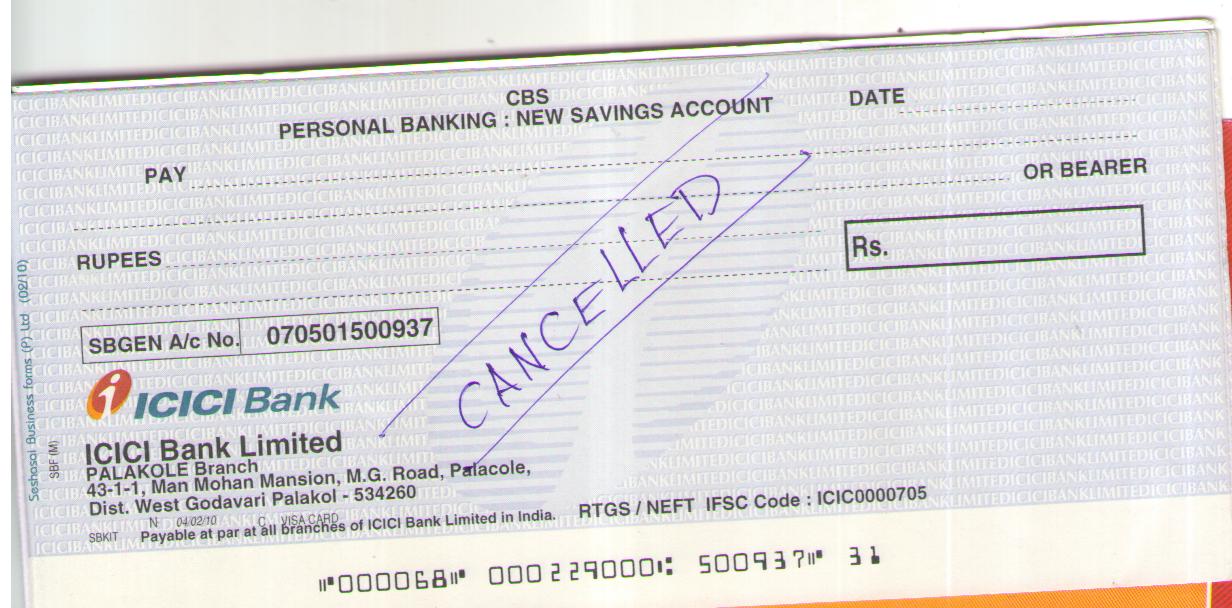 CBS
PERSONAL BANKING : NEW SAVINGS ACCOUNT
DATE
PAY
OR BEARER
RUPEES
Rs.
CANCELLED
SBGEN A/c No. 070501500937
ICICI Bank
ICICI Bank Limited
PALAKOLE Branch
43-1-1, Man Mohan Mansion, M.G. Road, Palacole,
Dist. West Godavari Palakol - 534260
N 04/02/10 C VISA CARD
SBKIT Payable at par at all branches of ICICI Bank Limited in India.
RTGS / NEFT IFSC Code : ICIC0000705
⑈000068⑈ 000229000⑆ 500937⑈ 31
Seshasai Business forms (P) Ltd (02/10)
SBF (M)
ICICIBANKLIMITEDICICIBANKLIMITEDICICIBANKLIMITED